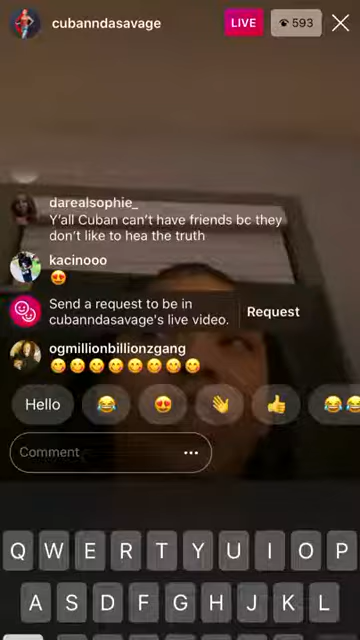 cubanndasavage
LIVE
593
darealsophie_
Y'all Cuban can't have friends bc they
don't like to hea the truth
kacinooo
😍
Send a request to be in
cubanndasavage's live video.
Request
ogmillionbillionzgang
😋😋😋😋😋😋😋😋
Hello
😂
😍
👋
👍
😂😂
Comment
Q W E R T Y U I O P
A S D F G H J K L